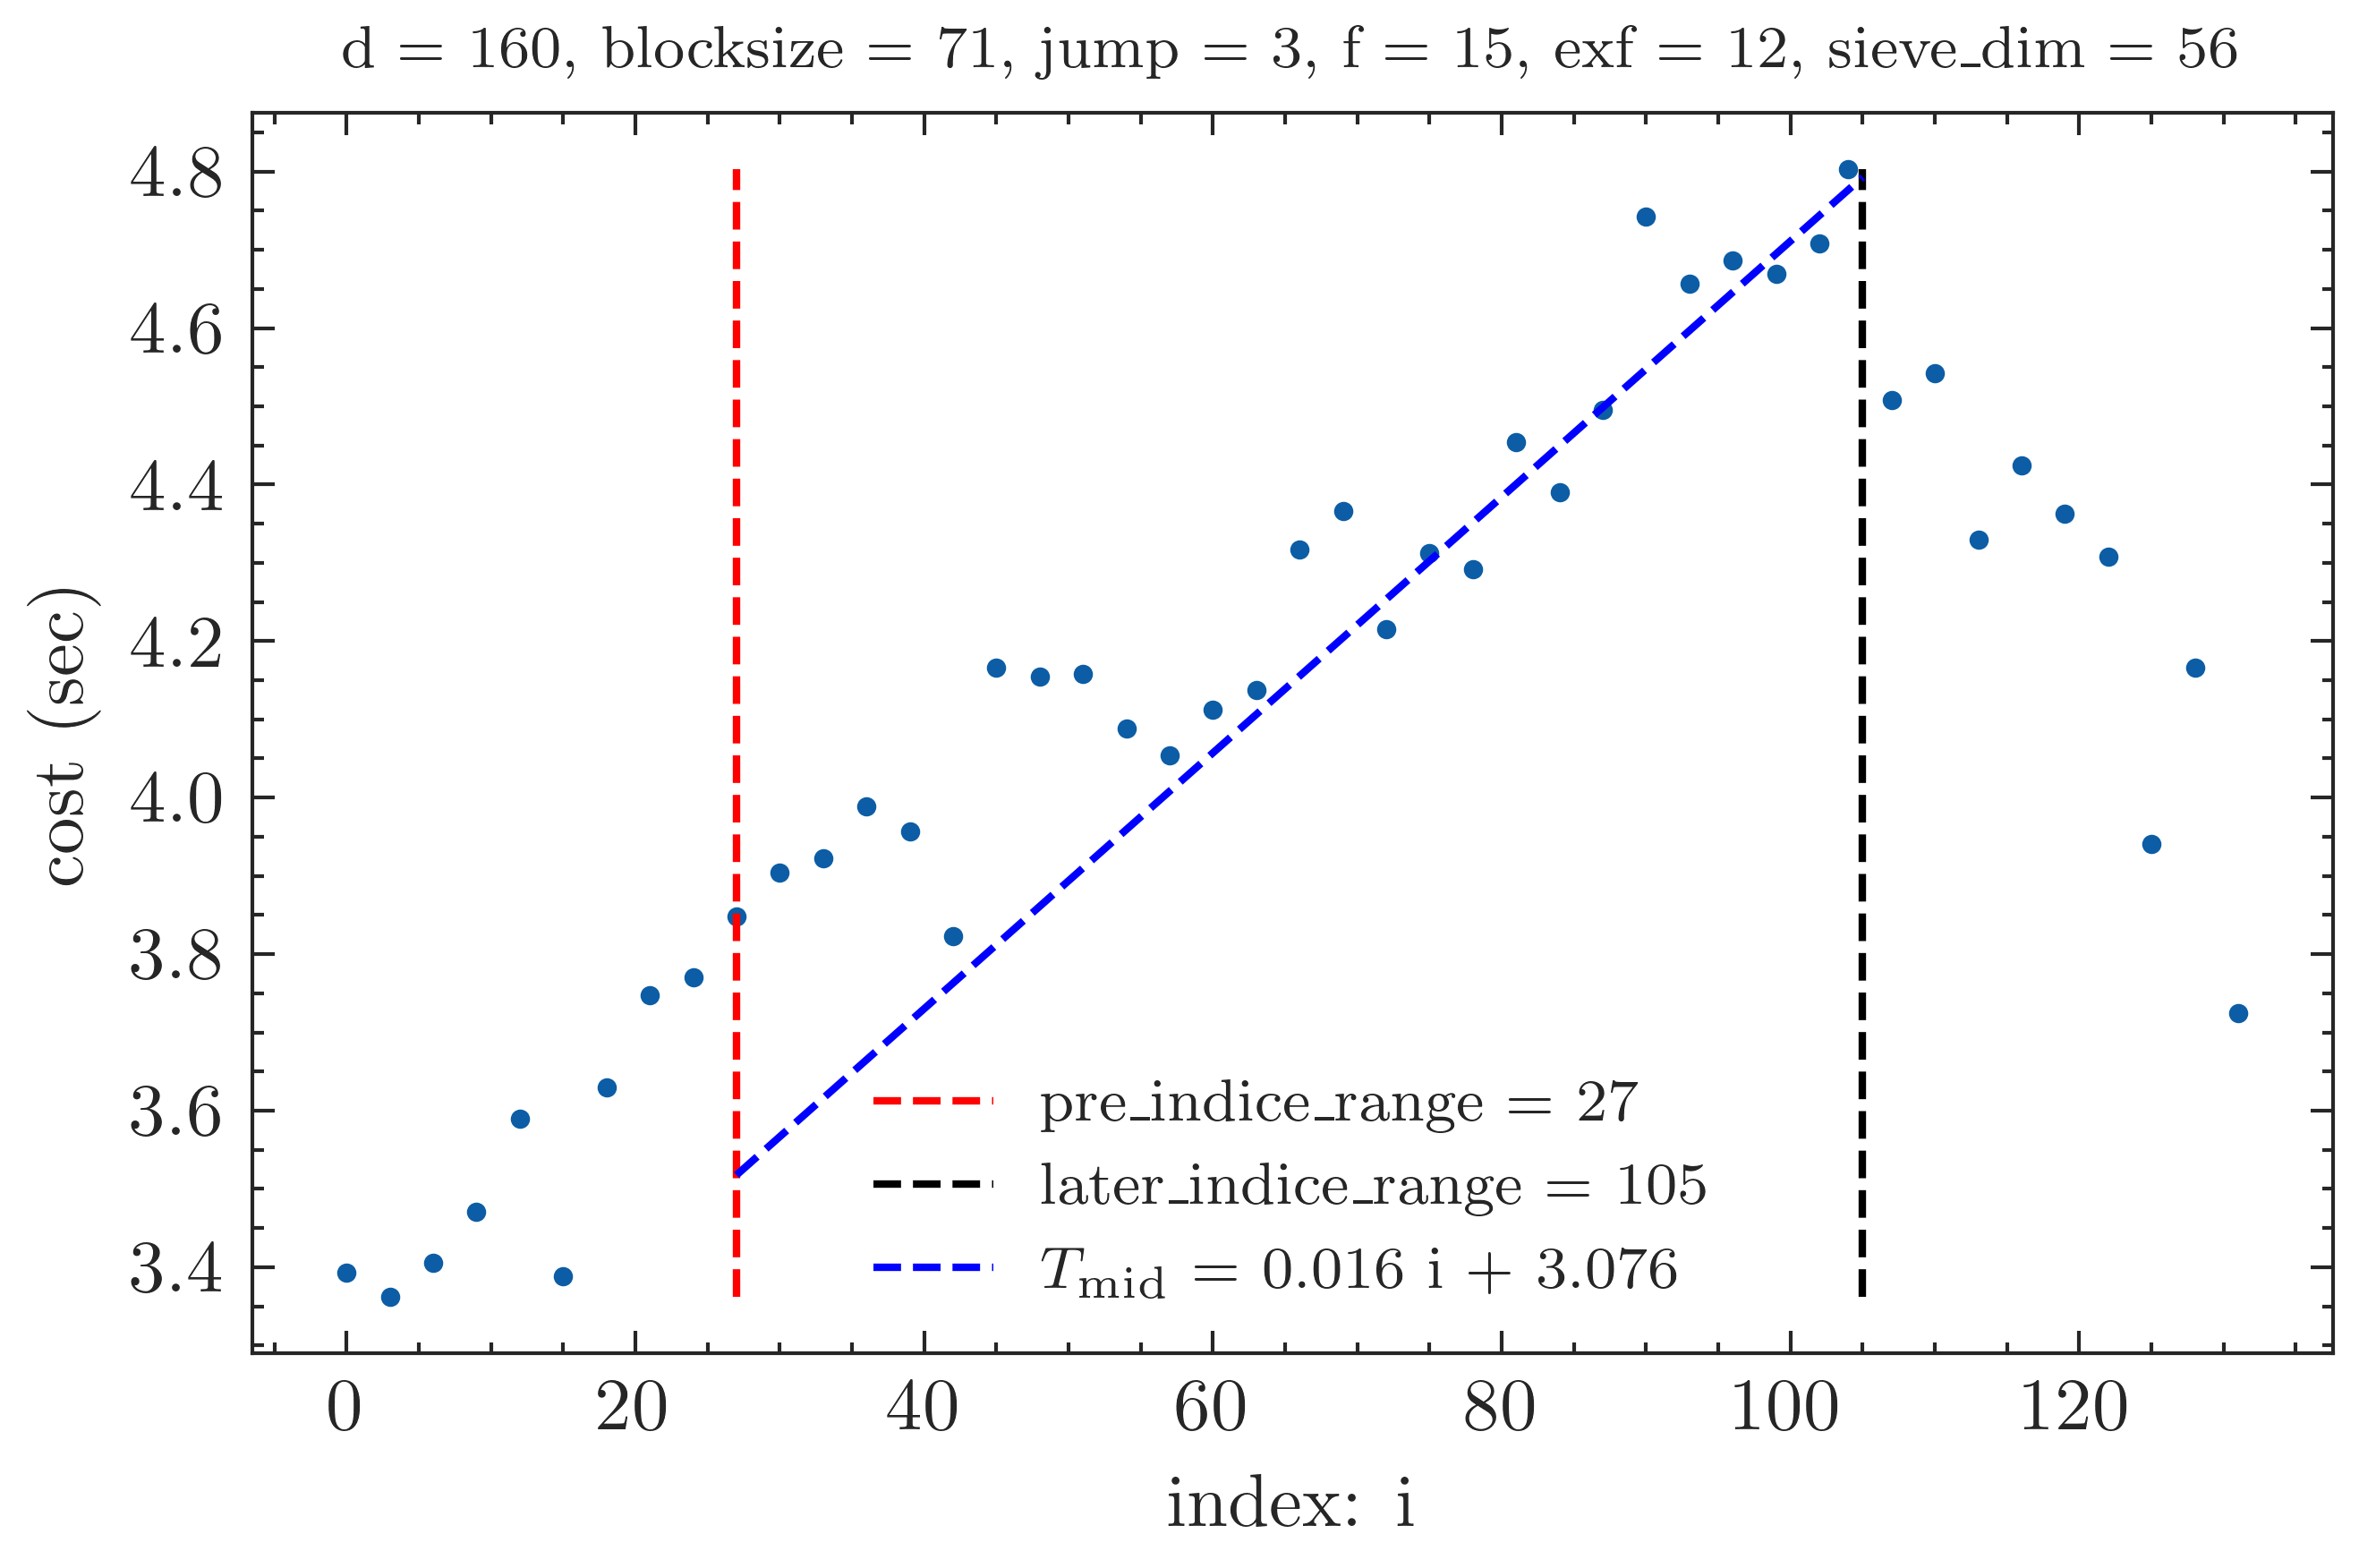 d = 160, blocksize = 71, jump = 3, f = 15, exf = 12, sieve_dim = 56
4.8
4.6
4.4
4.2
4.0
3.8
3.6
3.4
cost (sec)
pre_indice_range = 27
later_indice_range = 105
T_mid = 0.016 i + 3.076
0 20 40 60 80 100 120
index: i